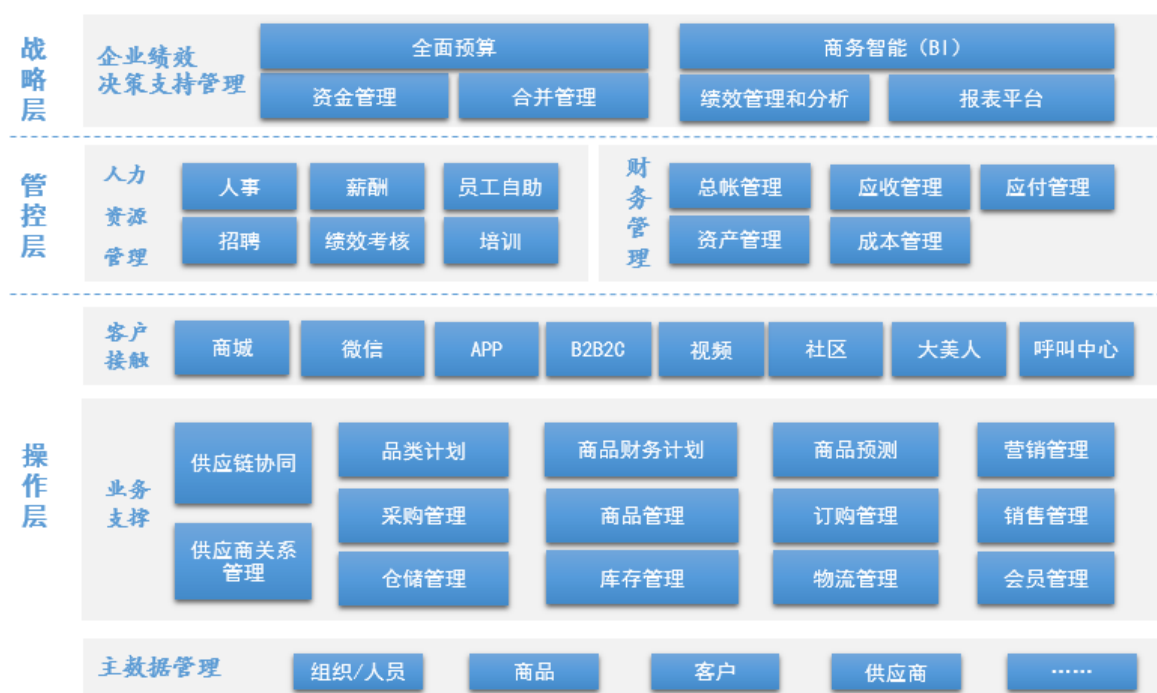 战略层
企业绩效
决策支持管理
全面预算
商务智能（BI）
资金管理
合并管理
绩效管理和分析
报表平台
管控层
人力
资源
管理
人事
薪酬
员工自助
招聘
绩效考核
培训
财务管理
总帐管理
应收管理
应付管理
资产管理
成本管理
操作层
客户
接触
商城
微信
APP
B2B2C
视频
社区
大美人
呼叫中心
业务
支撑
供应链协同
供应商关系
管理
品类计划
商品财务计划
商品预测
营销管理
采购管理
商品管理
订购管理
销售管理
仓储管理
库存管理
物流管理
会员管理
主数据管理
组织/人员
商品
客户
供应商
……